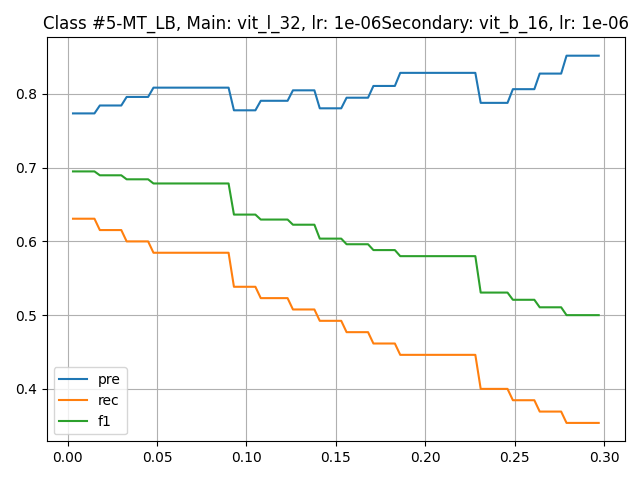 Class #5-MT_LB, Main: vit_l_32, lr: 1e-06Secondary: vit_b_16, lr: 1e-06
0.8
0.7
0.6
0.5
0.4
pre
rec
f1
0.00 0.05 0.10 0.15 0.20 0.25 0.30